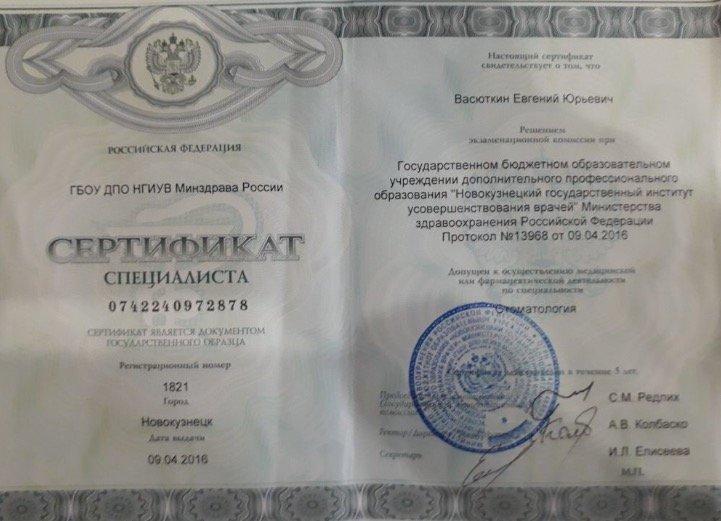 РОССИЙСКАЯ ФЕДЕРАЦИЯ
ГБОУ ДПО НГИУВ Минздрава России
СЕРТИФИКАТ
СПЕЦИАЛИСТА
0742240972878
СЕРТИФИКАТ ЯВЛЯЕТСЯ ДОКУМЕНТОМ
ГОСУДАРСТВЕННОГО ОБРАЗЦА
Регистрационный номер
1821
Город
Новокузнецк
Дата выдачи
09.04.2016
Настоящий сертификат
свидетельствует о том, что
Васюткин Евгений Юрьевич
Решением
экзаменационной комиссии при
Государственном бюджетном образовательном
учреждении дополнительного профессионального
образования "Новокузнецкий государственный институт
усовершенствования врачей" Министерства
здравоохранения Российской Федерации
Протокол №13968 от 09.04.2016
Допущен к осуществлению медицинской
или фармацевтической деятельности
по специальности
Стоматология
Сертификат действителен в течение 5 лет.
С.М. Редлих
А.В. Колбаско
Секретарь
И.Л. Елисеева
М.П.